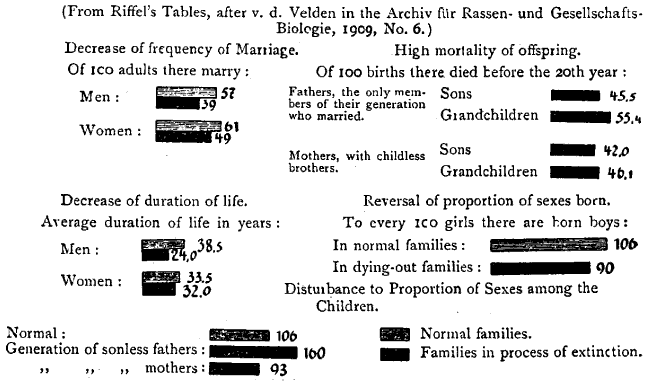 (From Riffel's Tables, after v. d. Velden in the Archiv für Rassen- und Gesellschafts-
Biologie, 1909, No. 6.)
Decrease of frequency of Marriage.
Of 100 adults there marry :
Men :
57
39
Women :
61
49
High mortality of offspring.
Of 100 births there died before the 20th year :
Fathers, the only mem-
bers of their generation
who married.
Sons
45,5
Grandchildren
55,4
Mothers, with childless
brothers.
Sons
42,0
Grandchildren
46,1
Decrease of duration of life.
Average duration of life in years :
Men :
38,5
24,0
Women :
33,5
32,0
Reversal of proportion of sexes born.
To every 100 girls there are born boys :
In normal families :
106
In dying-out families :
90
Disturbance to Proportion of Sexes among the
Children.
Normal :
106
Generation of sonless fathers :
160
,, ,, ,, mothers :
93
Normal families.
Families in process of extinction.